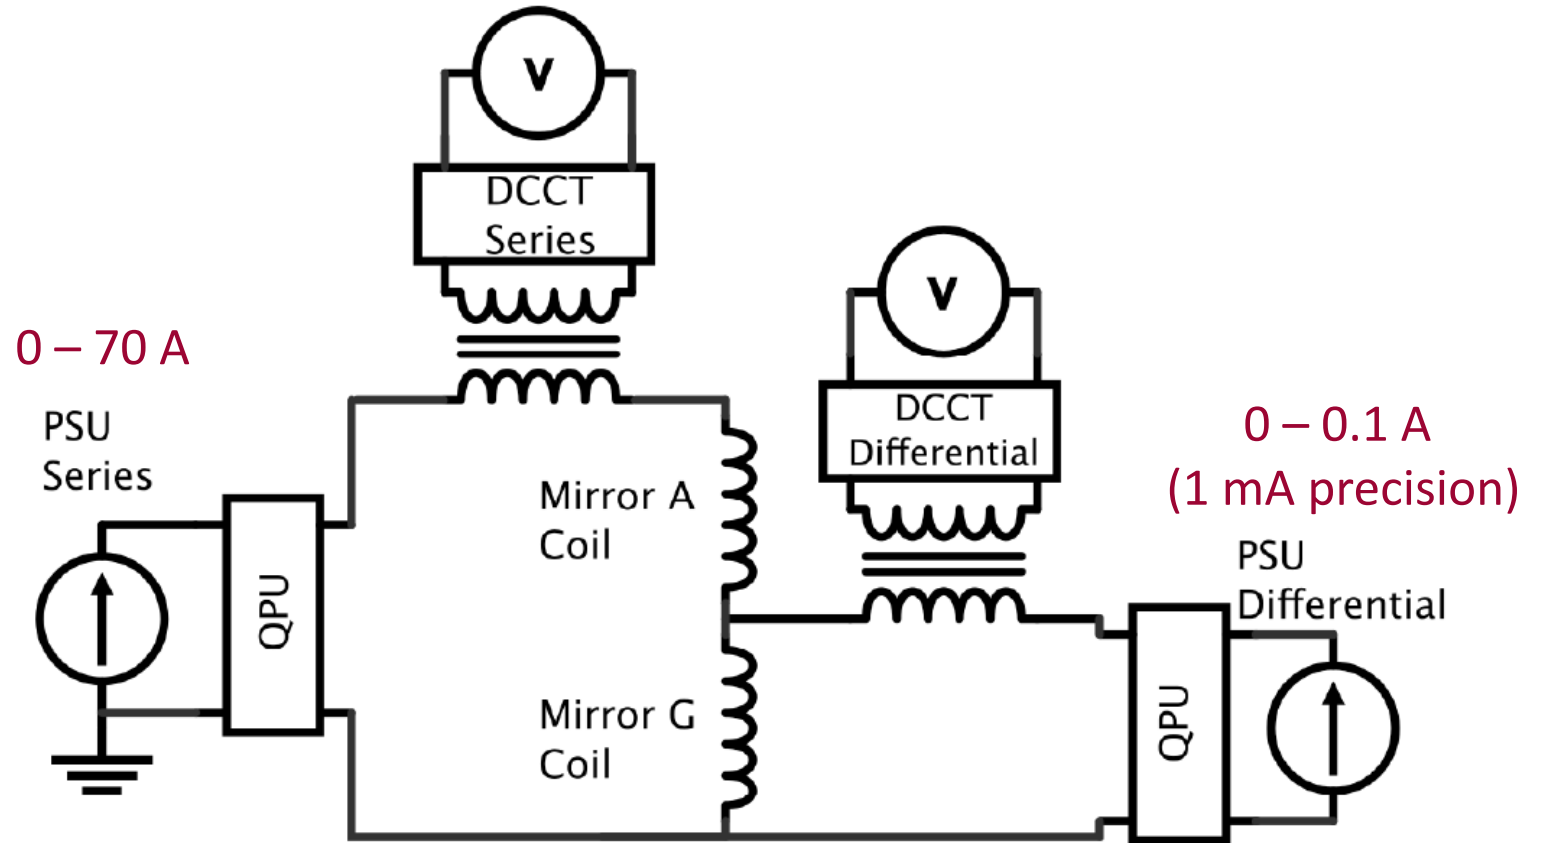 V
DCCT
Series
V
0 – 70 A
DCCT
Differential
PSU
Series
0 – 0.1 A
(1 mA precision)
Mirror A
Coil
PSU
Differential
QPU
Mirror G
Coil
QPU